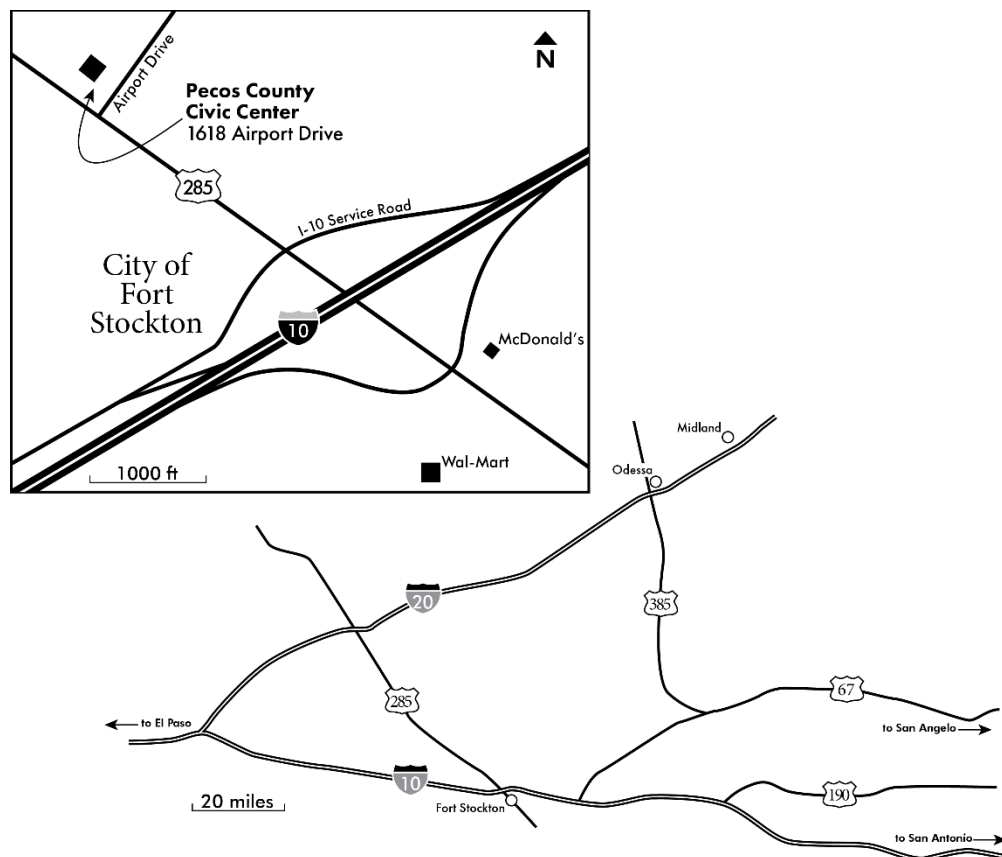 Airport Drive
N
Pecos County
Civic Center
1618 Airport Drive
285
I-10 Service Road
City of
Fort
Stockton
10
McDonald's
1000 ft
Wal-Mart
Midland
Odessa
20
385
285
67
to El Paso
to San Angelo
10
20 miles
Fort Stockton
190
to San Antonio